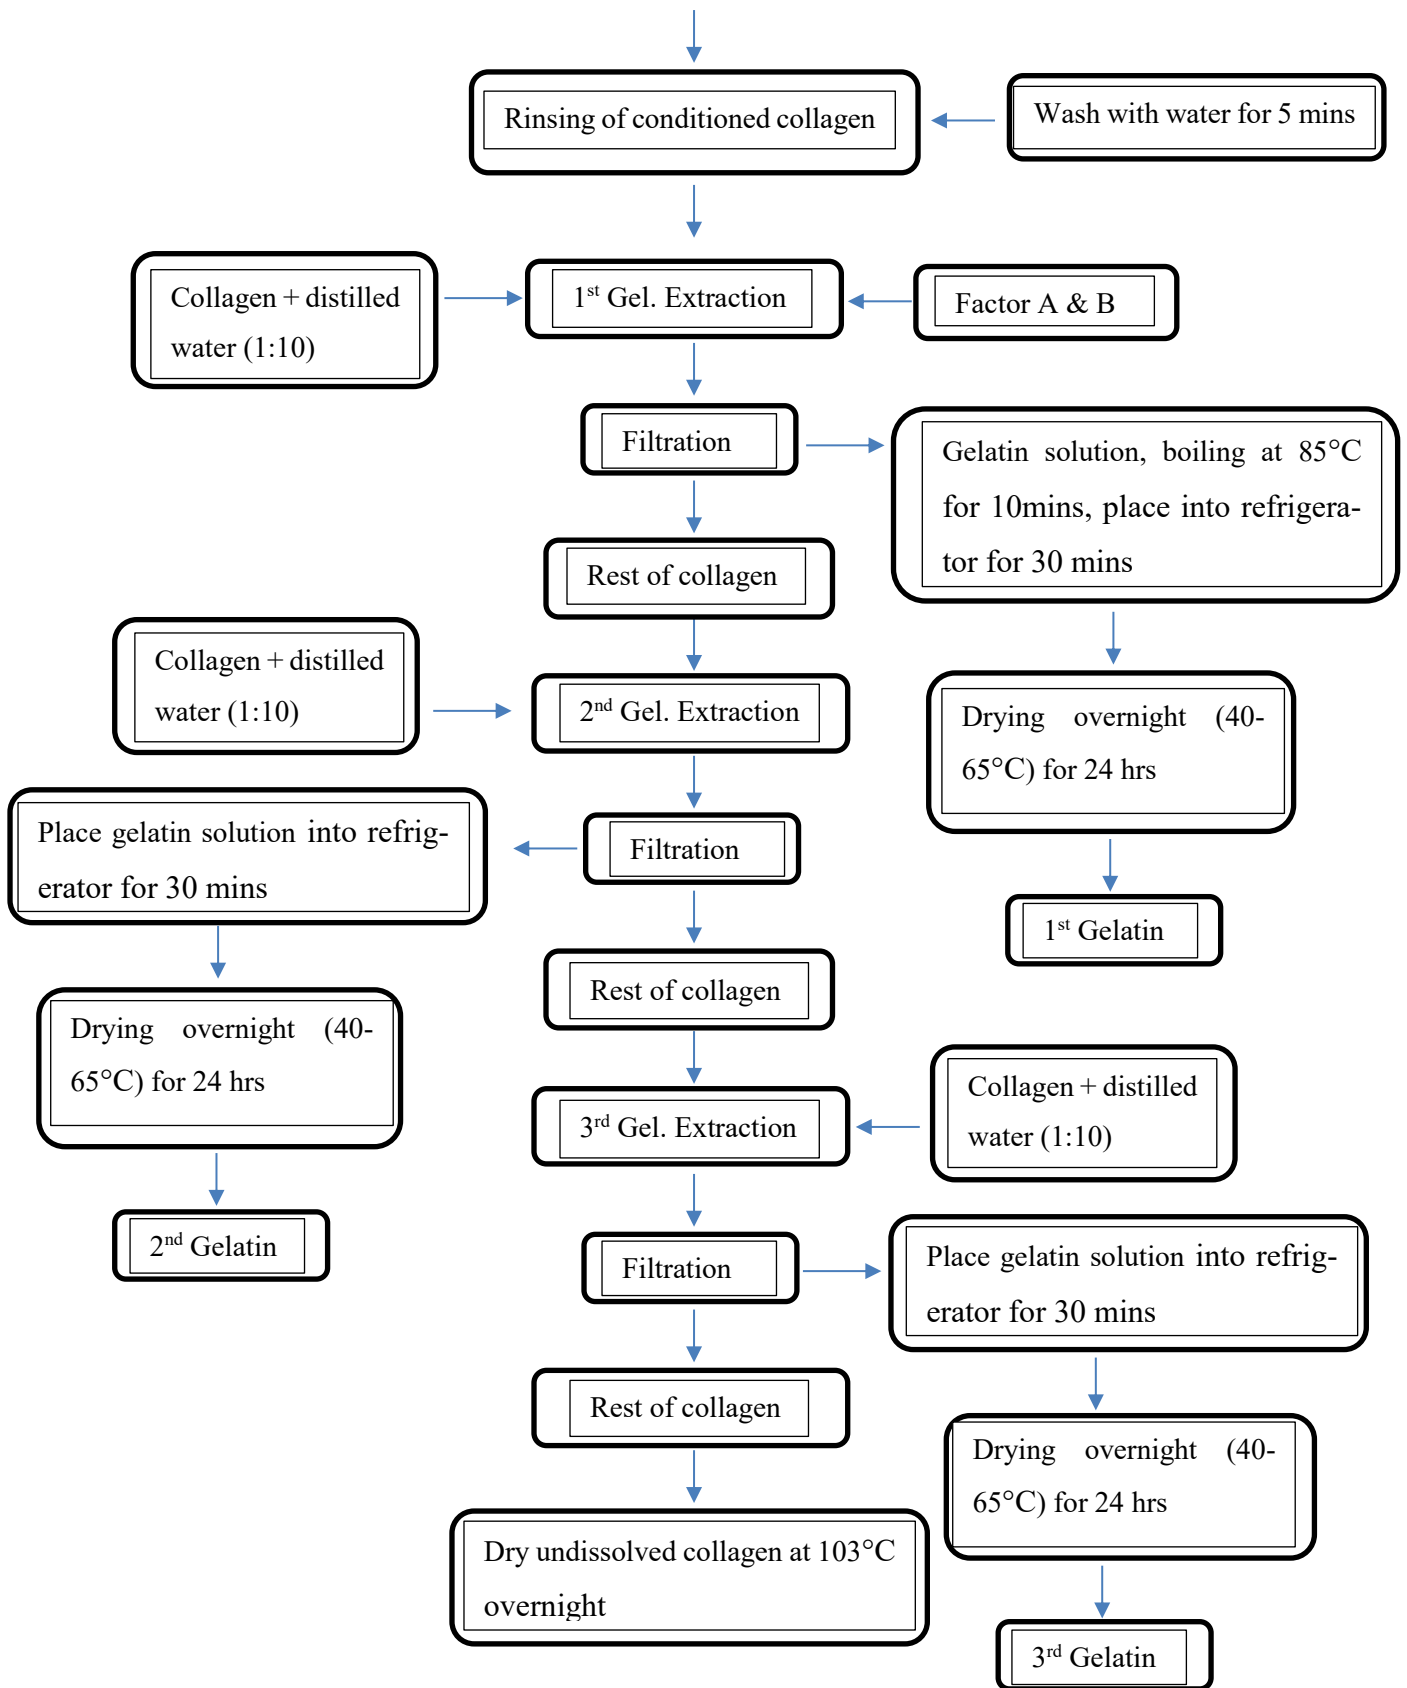 Rinsing of conditioned collagen
Wash with water for 5 mins
Collagen + distilled
water (1:10)
1st Gel. Extraction
Factor A & B
Filtration
Gelatin solution, boiling at 85°C
for 10mins, place into refrigera-
tor for 30 mins
Rest of collagen
Collagen + distilled
water (1:10)
2nd Gel. Extraction
Drying overnight (40-
65°C) for 24 hrs
Place gelatin solution into refrig-
erator for 30 mins
Filtration
1st Gelatin
Rest of collagen
Drying overnight (40-
65°C) for 24 hrs
3rd Gel. Extraction
Collagen + distilled
water (1:10)
2nd Gelatin
Filtration
Place gelatin solution into refrig-
erator for 30 mins
Rest of collagen
Drying overnight (40-
65°C) for 24 hrs
Dry undissolved collagen at 103°C
overnight
3rd Gelatin